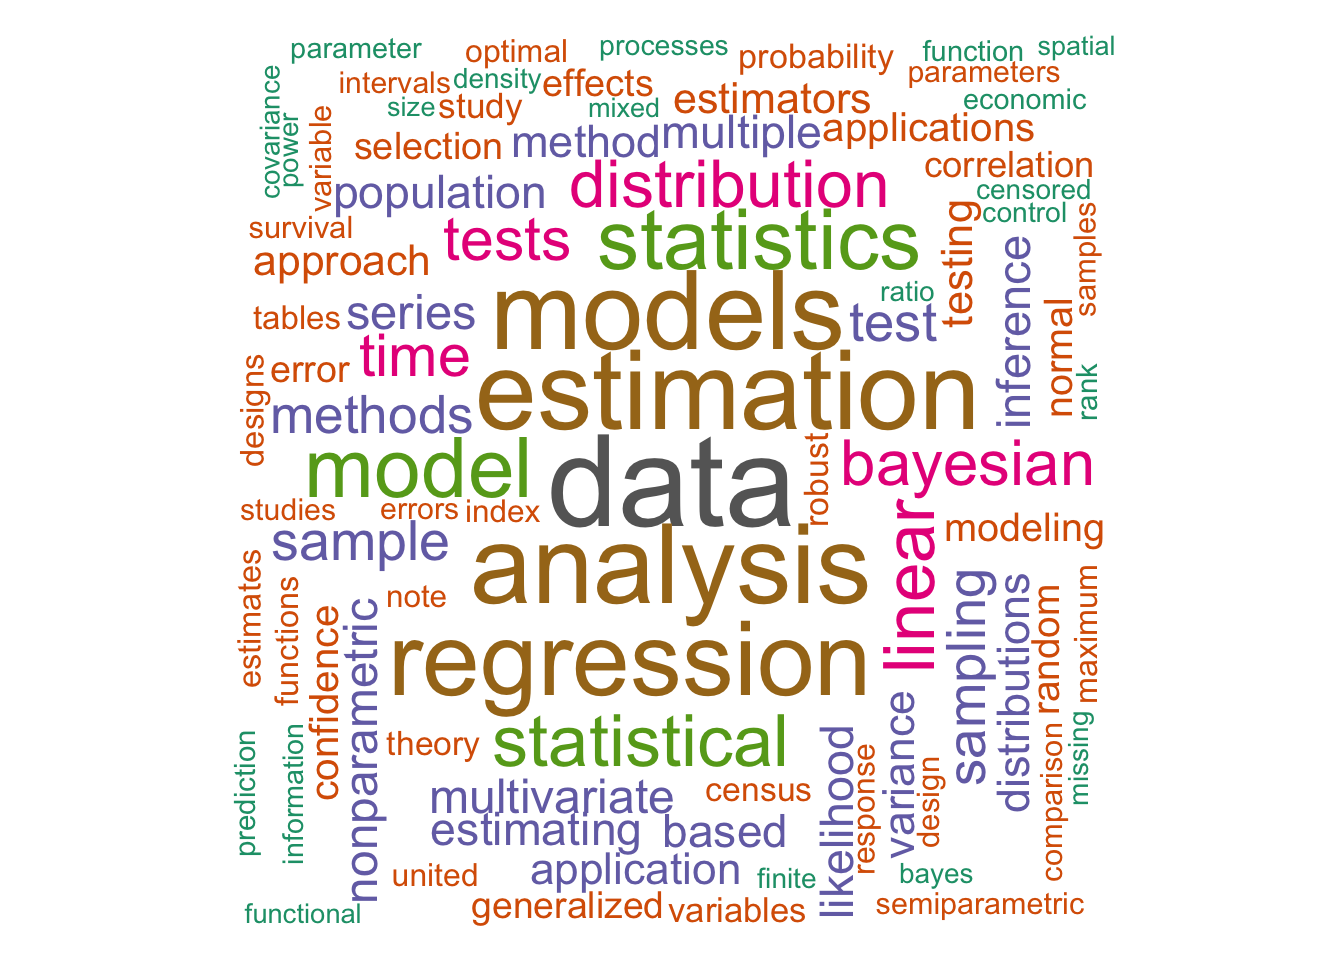 parameter
optimal
processes
probability
function
spatial
intervals
density
effects
parameters
covariance
power
variable
size
study
mixed
estimators
economic
selection
method
multiple
applications
correlation
population
distribution
censored
control
survival
tests
statistics
testing
samples
approach
inference
tables
series
models
ratio
test
normal
designs
error
time
estimation
rank
methods
model
data
robust
bayesian
studies
errors
index
linear
modeling
sample
analysis
estimates
functions
note
sampling
distributions
random
maximum
confidence
nonparametric
regression
prediction
information
theory
statistical
likelihood
response
variance
design
comparison
missing
multivariate
census
estimating
based
united
application
finite
bayes
functional
generalized
variables
semiparametric